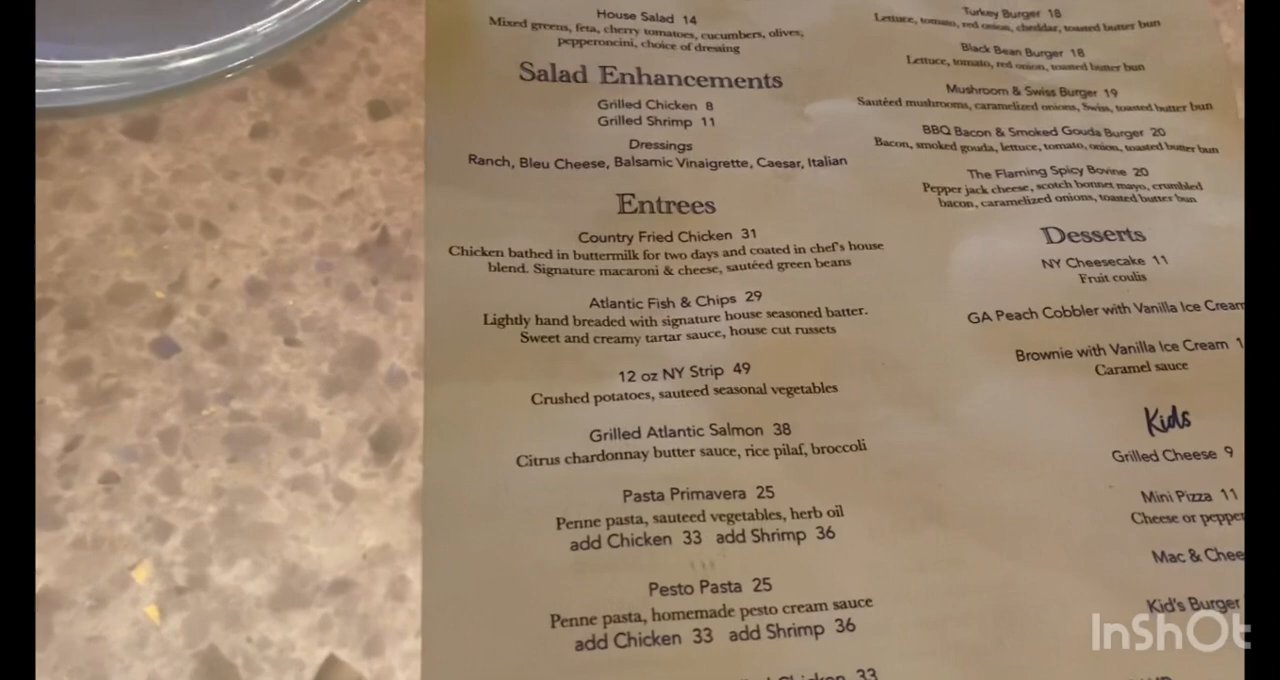 House Salad 14
Mixed greens, feta, cherry tomatoes, cucumbers, olives,
pepperoncini, choice of dressing
Salad Enhancements
Grilled Chicken 8
Grilled Shrimp 11
Dressings
Ranch, Bleu Cheese, Balsamic Vinaigrette, Caesar, Italian
Entrees
Country Fried Chicken 31
Chicken bathed in buttermilk for two days and coated in chef's house
blend. Signature macaroni & cheese, sautéed green beans
Atlantic Fish & Chips 29
Lightly hand breaded with signature house seasoned batter.
Sweet and creamy tartar sauce, house cut russets
12 oz NY Strip 49
Crushed potatoes, sauteed seasonal vegetables
Grilled Atlantic Salmon 38
Citrus chardonnay butter sauce, rice pilaf, broccoli
Pasta Primavera 25
Penne pasta, sauteed vegetables, herb oil
add Chicken 33 add Shrimp 36
Pesto Pasta 25
Penne pasta, homemade pesto cream sauce
add Chicken 33 add Shrimp 36
Chicken 33
Turkey Burger 18
Lettuce, tomato, red onion, cheddar, toasted butter bun
Black Bean Burger 18
Lettuce, tomato, red onion, toasted butter bun
Mushroom & Swiss Burger 19
Sautéed mushrooms, caramelized onions, Swiss, toasted butter bun
BBQ Bacon & Smoked Gouda Burger 20
Bacon, smoked gouda, lettuce, tomato, onion, toasted butter bun
The Flaming Spicy Bovine 20
Pepper jack cheese, scotch bonnet mayo, crumbled
bacon, caramelized onions, toasted butter bun
Desserts
NY Cheesecake 11
Fruit coulis
GA Peach Cobbler with Vanilla Ice Cream
Brownie with Vanilla Ice Cream 1
Caramel sauce
Kids
Grilled Cheese 9
Mini Pizza 11
Cheese or pepper
Mac & Chee
Kid's Burger
InShOt